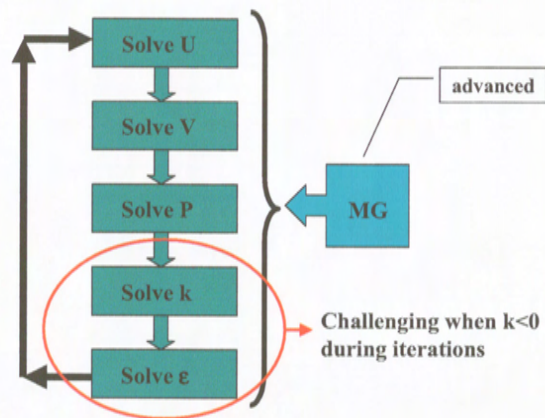 Solve U
Solve V
Solve P
Solve k
Solve ε
advanced
MG
Challenging when k<0
during iterations